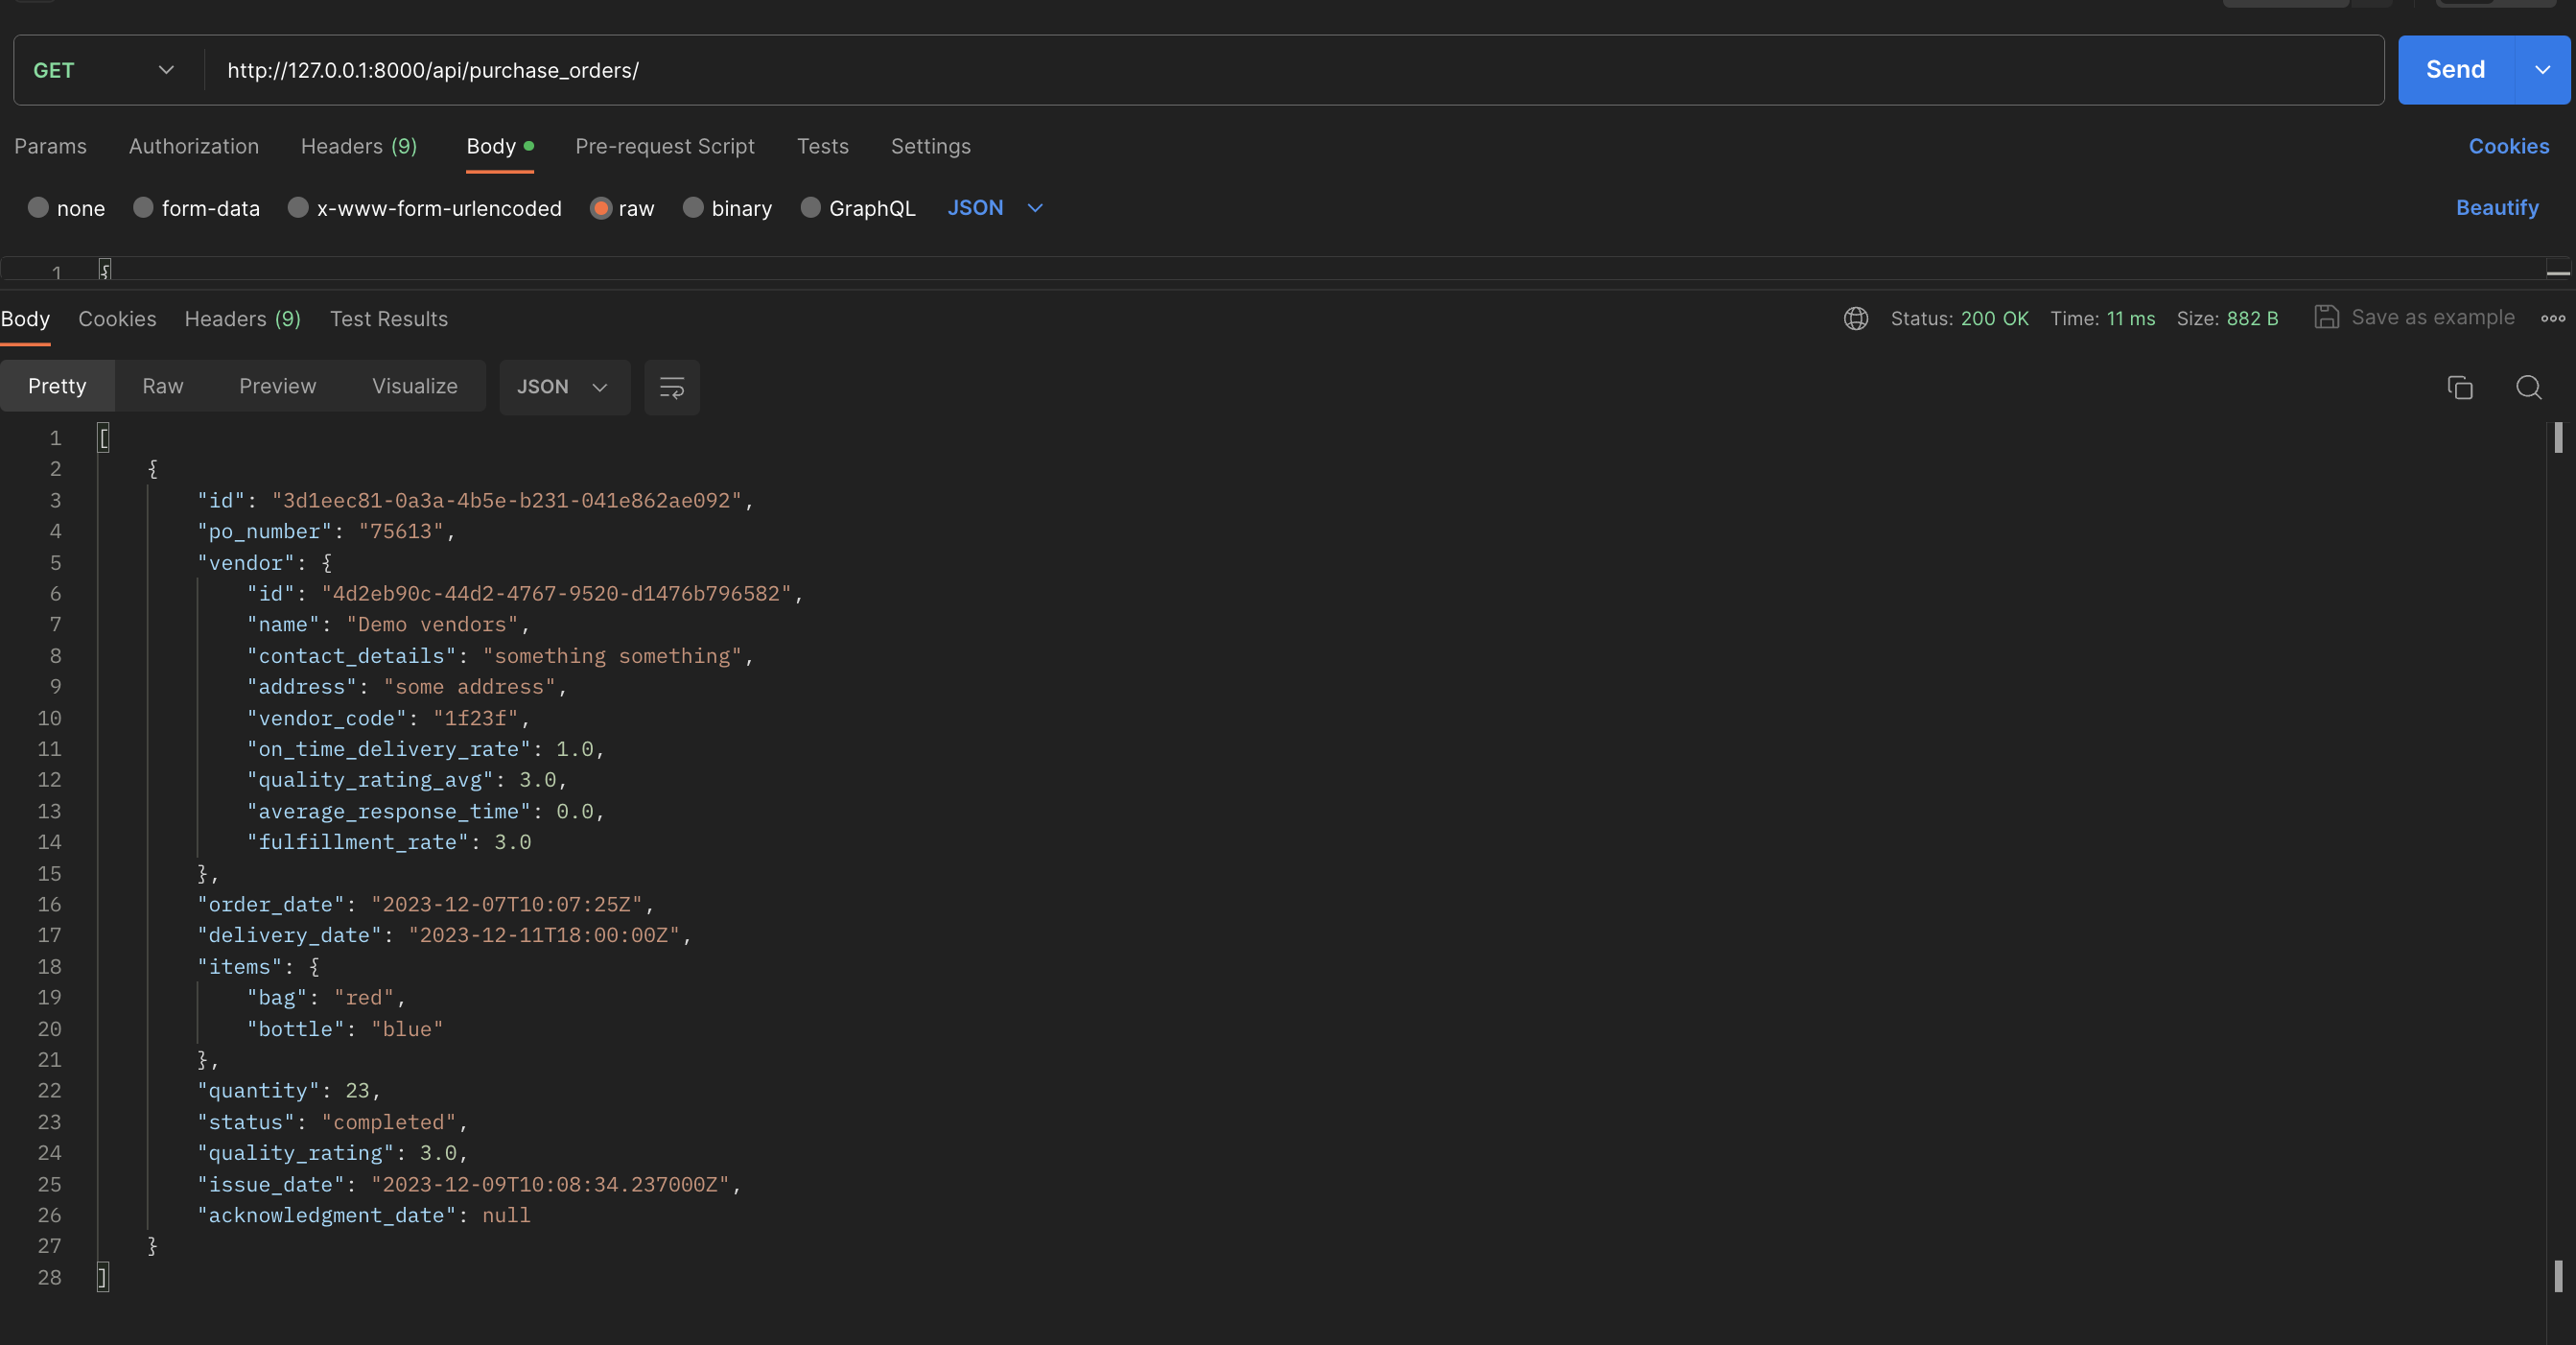 GET http://127.0.0.1:8000/api/purchase_orders/ Send
Params Authorization Headers (9) Body Pre-request Script Tests Settings Cookies
none form-data x-www-form-urlencoded raw binary GraphQL JSON Beautify
1 {
Body Cookies Headers (9) Test Results Status: 200 OK Time: 11 ms Size: 882 B Save as example
Pretty Raw Preview Visualize JSON
1 [
2 {
3 "id": "3d1eec81-0a3a-4b5e-b231-041e862ae092",
4 "po_number": "75613",
5 "vendor": {
6 "id": "4d2eb90c-44d2-4767-9520-d1476b796582",
7 "name": "Demo vendors",
8 "contact_details": "something something",
9 "address": "some address",
10 "vendor_code": "1f23f",
11 "on_time_delivery_rate": 1.0,
12 "quality_rating_avg": 3.0,
13 "average_response_time": 0.0,
14 "fulfillment_rate": 3.0
15 },
16 "order_date": "2023-12-07T10:07:25Z",
17 "delivery_date": "2023-12-11T18:00:00Z",
18 "items": {
19 "bag": "red",
20 "bottle": "blue"
21 },
22 "quantity": 23,
23 "status": "completed",
24 "quality_rating": 3.0,
25 "issue_date": "2023-12-09T10:08:34.237000Z",
26 "acknowledgment_date": null
27 }
28 ]